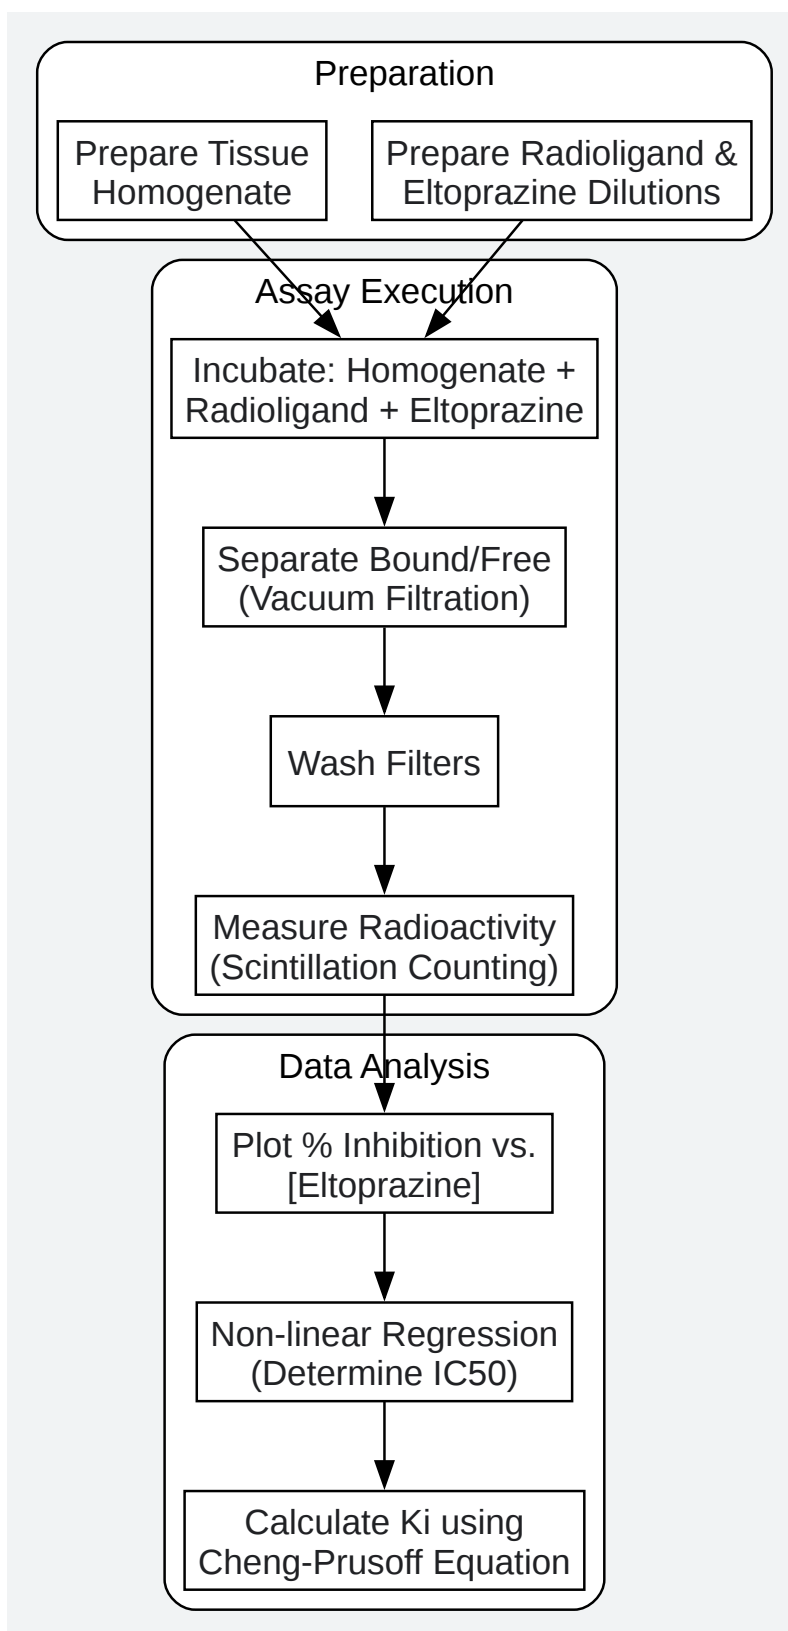 Preparation
Prepare Tissue
Homogenate
Prepare Radioligand &
Eltoprazine Dilutions
Assay Execution
Incubate: Homogenate +
Radioligand + Eltoprazine
Separate Bound/Free
(Vacuum Filtration)
Wash Filters
Measure Radioactivity
(Scintillation Counting)
Data Analysis
Plot % Inhibition vs.
[Eltoprazine]
Non-linear Regression
(Determine IC50)
Calculate Ki using
Cheng-Prusoff Equation